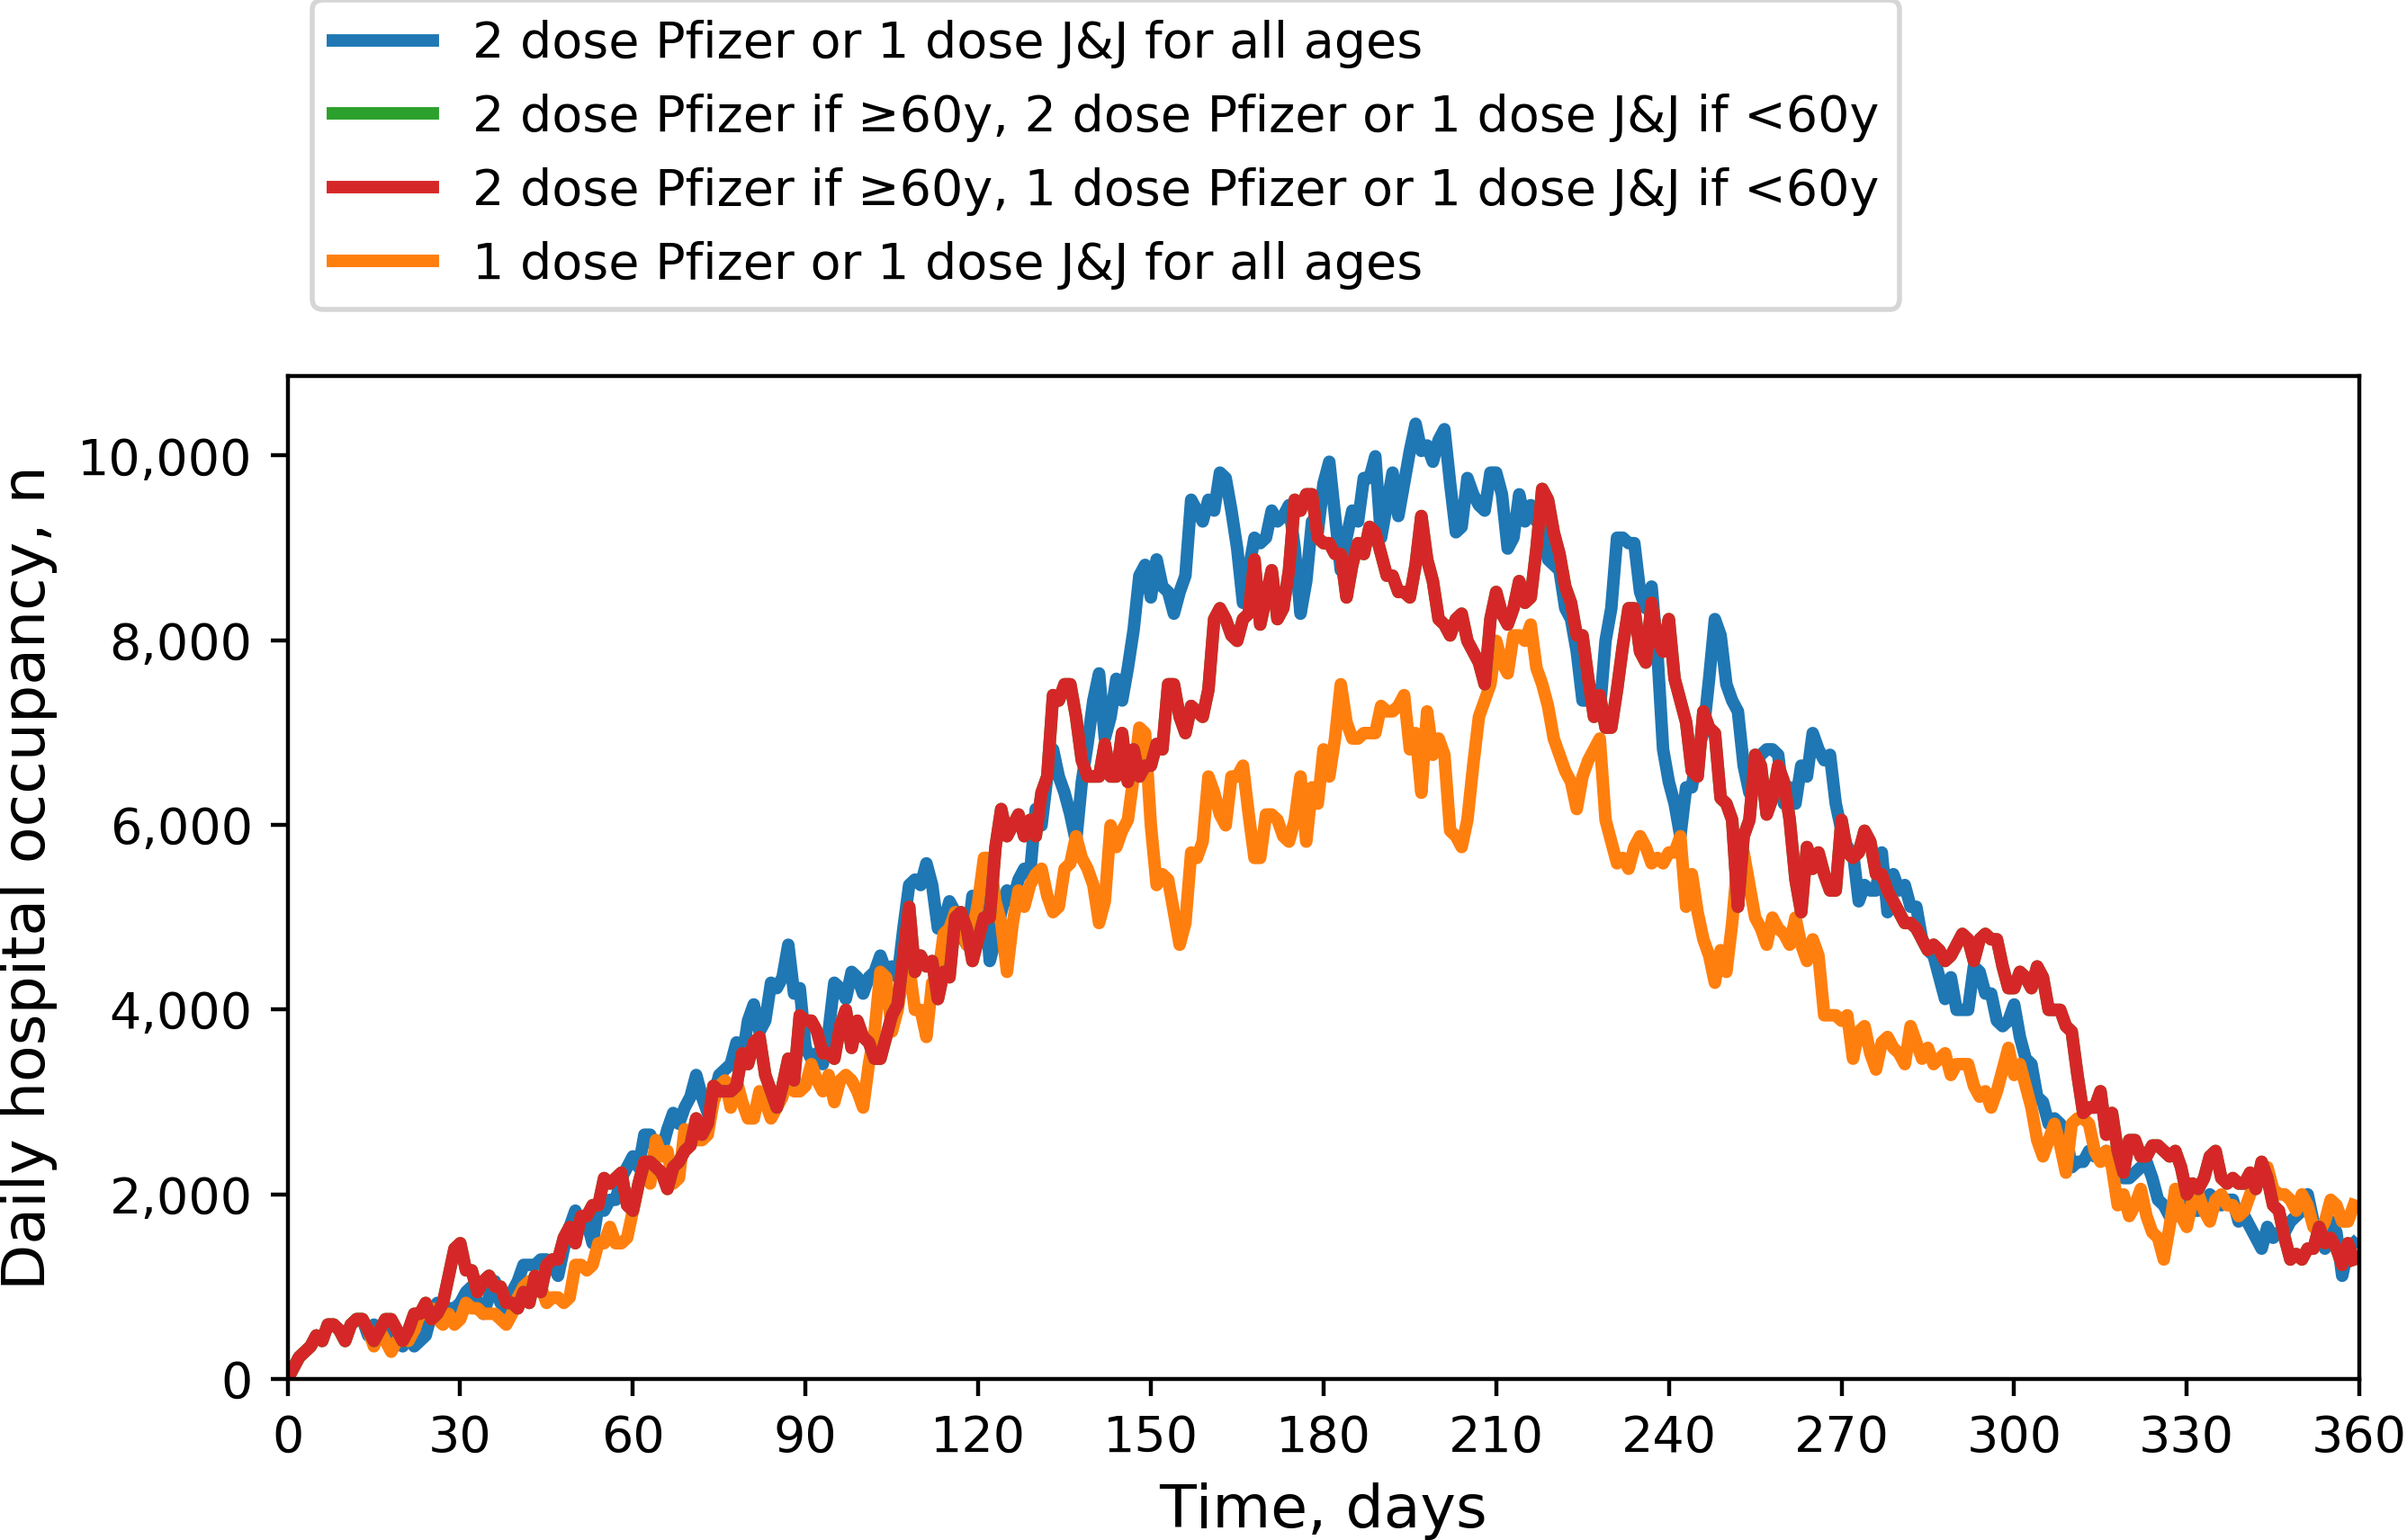 2 dose Pfizer or 1 dose J&J for all ages
2 dose Pfizer if ≥60y, 2 dose Pfizer or 1 dose J&J if <60y
2 dose Pfizer if ≥60y, 1 dose Pfizer or 1 dose J&J if <60y
1 dose Pfizer or 1 dose J&J for all ages
Daily hospital occupancy, n
10,000
8,000
6,000
4,000
2,000
0
0 30 60 90 120 150 180 210 240 270 300 330 360
Time, days